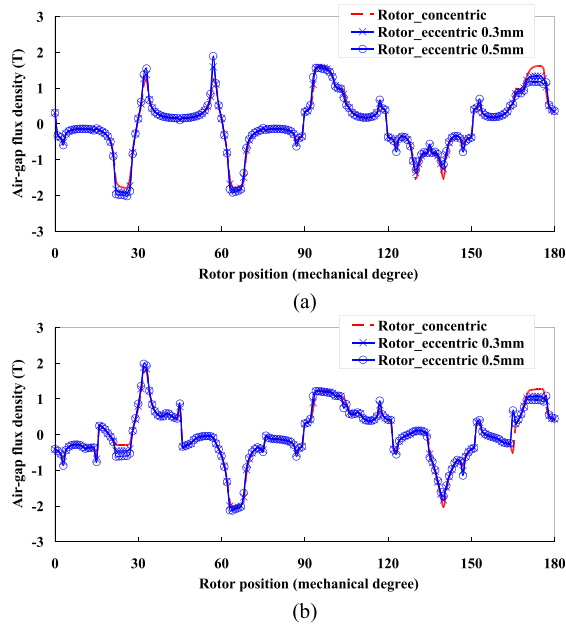 Rotor_concentric
Rotor_eccentric 0.3mm
Rotor_eccentric 0.5mm
Air-gap flux density (T)
3
2
1
0
-1
-2
-3
0 30 60 90 120 150 180
Rotor position (mechanical degree)
(a)
Rotor_concentric
Rotor_eccentric 0.3mm
Rotor_eccentric 0.5mm
Air-gap flux density (T)
3
2
1
0
-1
-2
-3
0 30 60 90 120 150 180
Rotor position (mechanical degree)
(b)